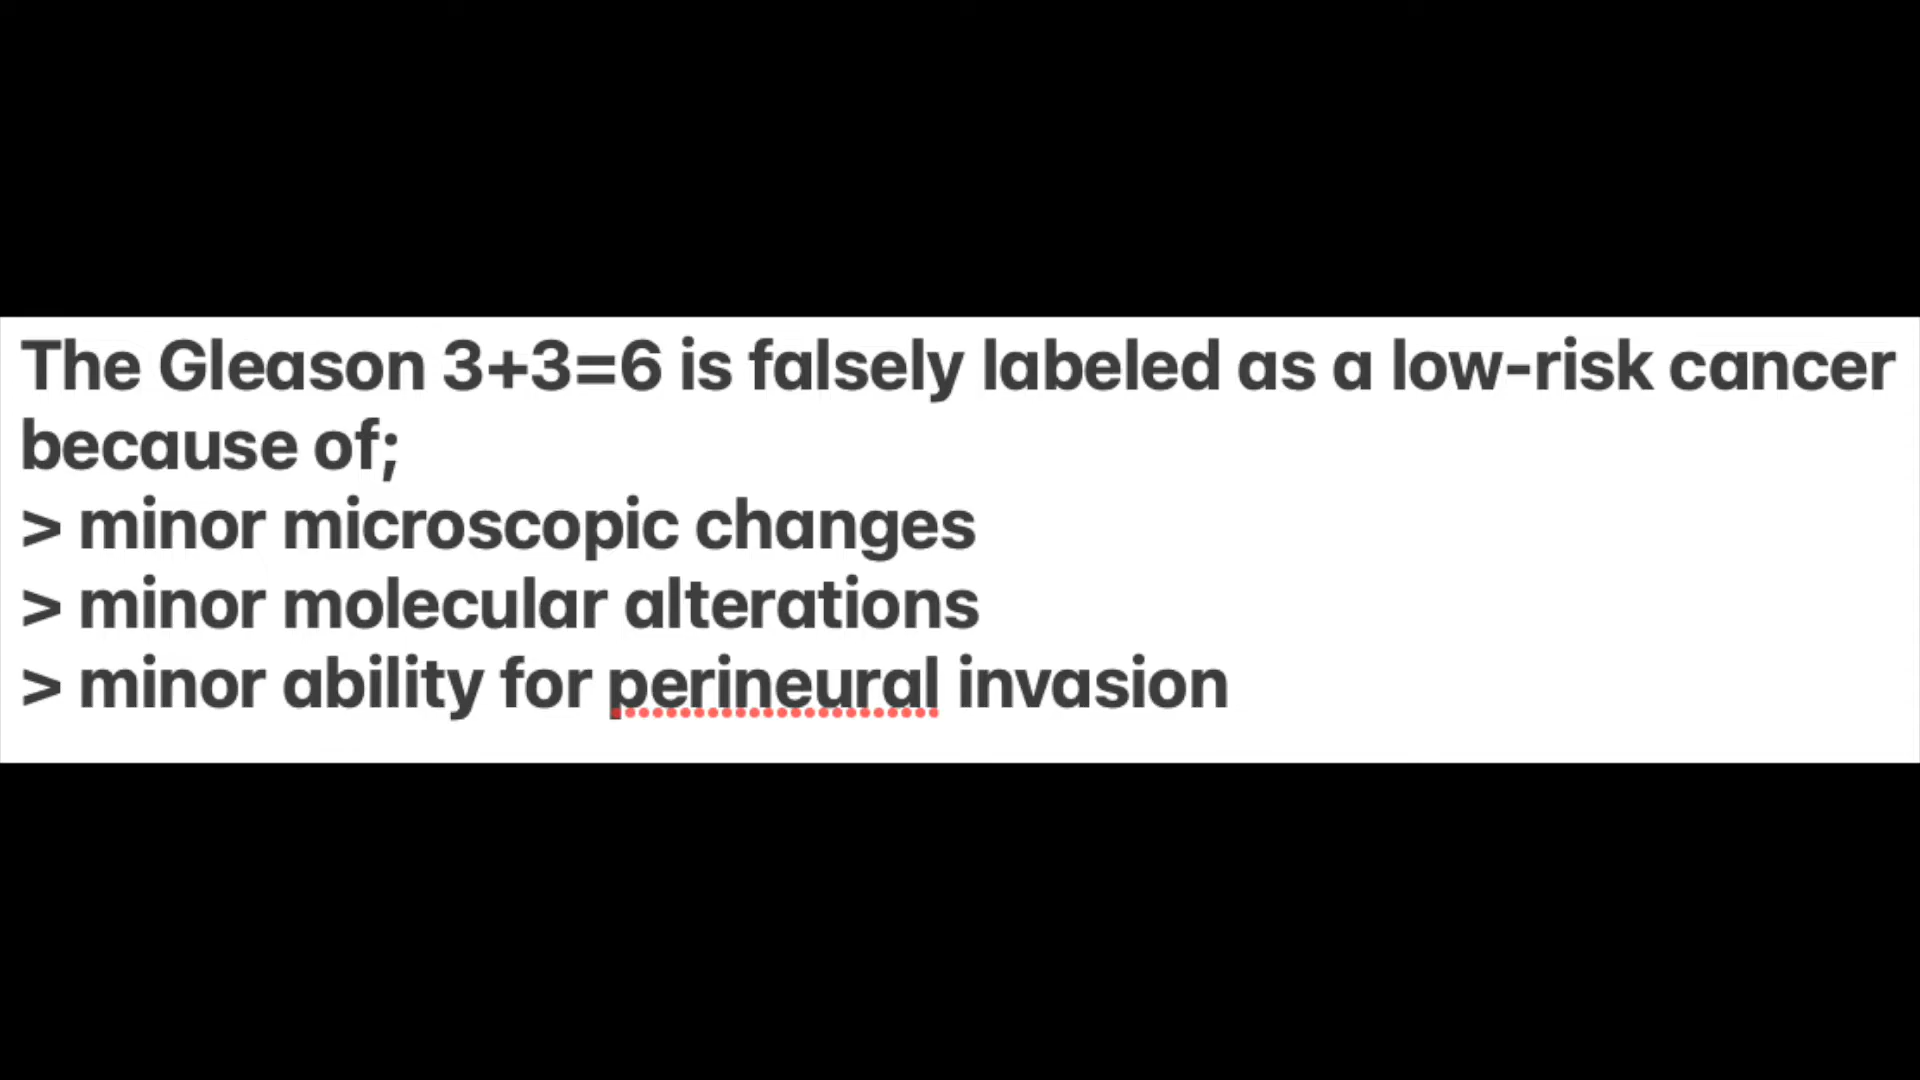 The Gleason 3+3=6 is falsely labeled as a low-risk cancer
because of;
> minor microscopic changes
> minor molecular alterations
> minor ability for perineural invasion